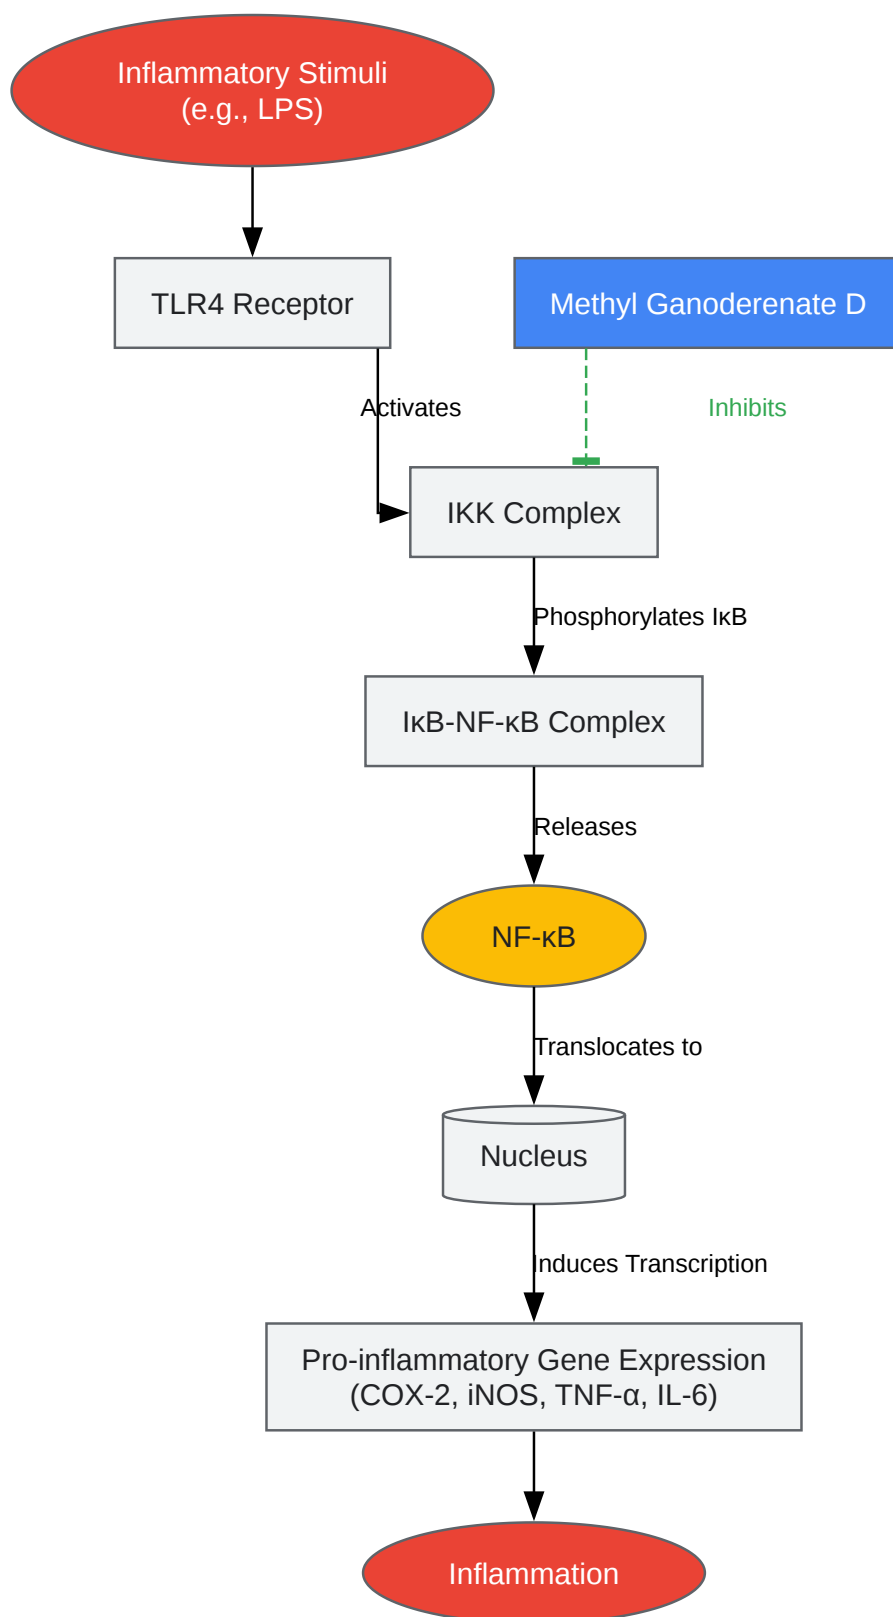 Inflammatory Stimuli
(e.g., LPS)
TLR4 Receptor
Methyl Ganoderenate D
Activates
Inhibits
IKK Complex
Phosphorylates IκB
IκB-NF-κB Complex
Releases
NF-κB
Translocates to
Nucleus
Induces Transcription
Pro-inflammatory Gene Expression
(COX-2, iNOS, TNF-α, IL-6)
Inflammation